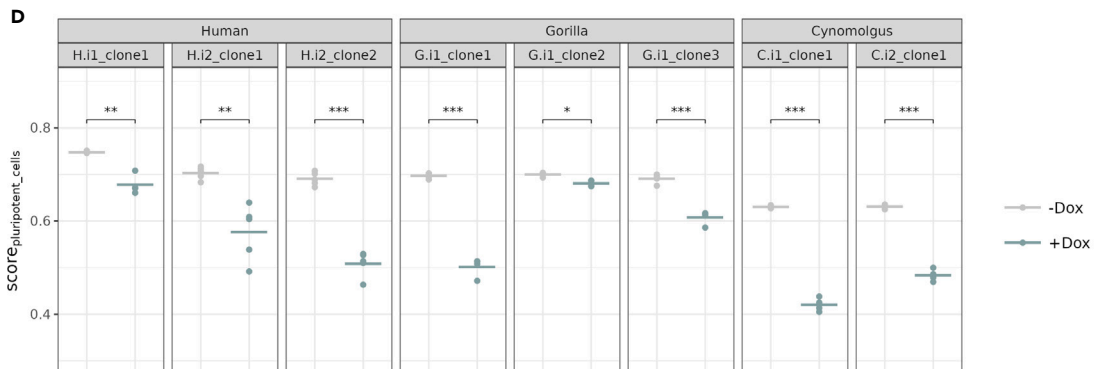 D
Human Gorilla Cynomolgus
H.i1_clone1 H.i2_clone1 H.i2_clone2 G.i1_clone1 G.i1_clone2 G.i1_clone3 C.i1_clone1 C.i2_clone1
** ** *** *** * *** *** ***
0.8
0.6
0.4
score_pluripotent_cells
-Dox
+Dox